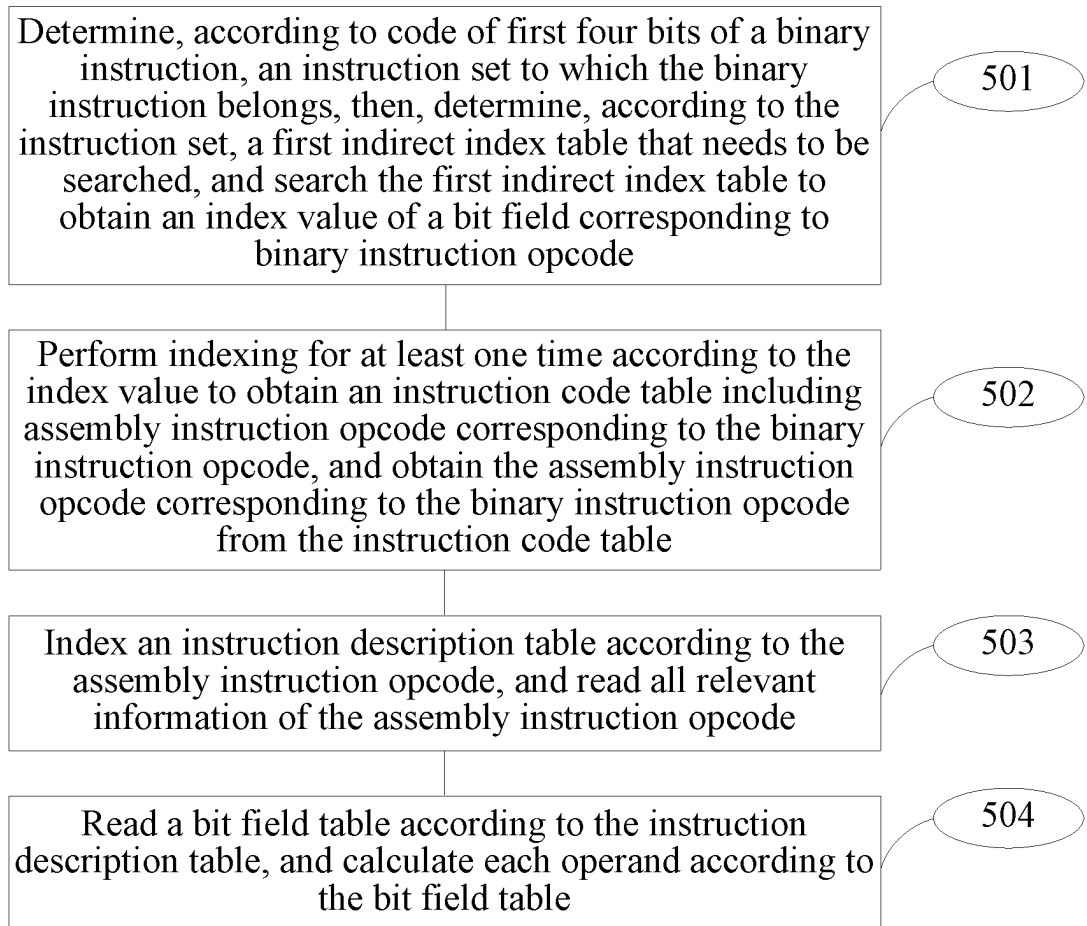 Determine, according to code of first four bits of a binary
instruction, an instruction set to which the binary
instruction belongs, then, determine, according to the
instruction set, a first indirect index table that needs to be
searched, and search the first indirect index table to
obtain an index value of a bit field corresponding to
binary instruction opcode
501
Perform indexing for at least one time according to the
index value to obtain an instruction code table including
assembly instruction opcode corresponding to the binary
instruction opcode, and obtain the assembly instruction
opcode corresponding to the binary instruction opcode
from the instruction code table
502
Index an instruction description table according to the
assembly instruction opcode, and read all relevant
information of the assembly instruction opcode
503
Read a bit field table according to the instruction
description table, and calculate each operand according to
the bit field table
504